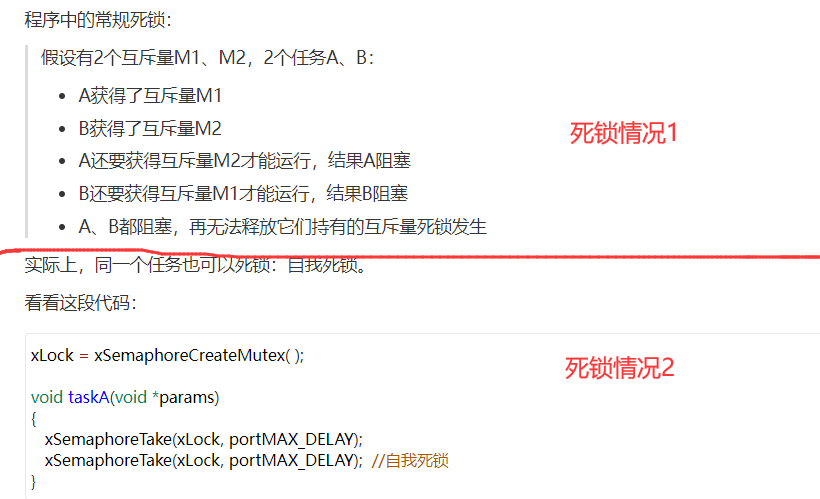 程序中的常规死锁：
假设有2个互斥量M1、M2，2个任务A、B：
• A获得了互斥量M1
• B获得了互斥量M2
死锁情况1
• A还要获得互斥量M2才能运行，结果A阻塞
• B还要获得互斥量M1才能运行，结果B阻塞
• A、B都阻塞，再无法释放它们持有的互斥量死锁发生
实际上，同一个任务也可以死锁：自我死锁。
看看这段代码：
xLock = xSemaphoreCreateMutex( );
死锁情况2
void taskA(void *params)
{
xSemaphoreTake(xLock, portMAX_DELAY);
xSemaphoreTake(xLock, portMAX_DELAY); //自我死锁
}